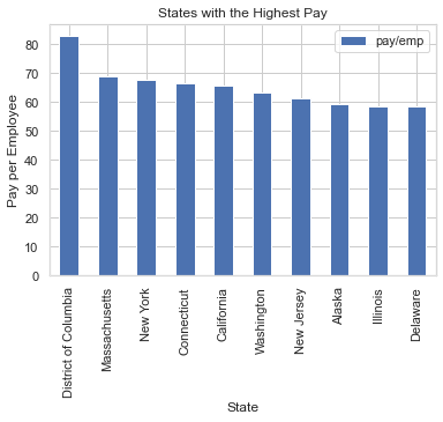 States with the Highest Pay
pay/emp
Pay per Employee
80
70
60
50
40
30
20
10
0
District of Columbia
Massachusetts
New York
Connecticut
California
Washington
New Jersey
Alaska
Illinois
Delaware
State